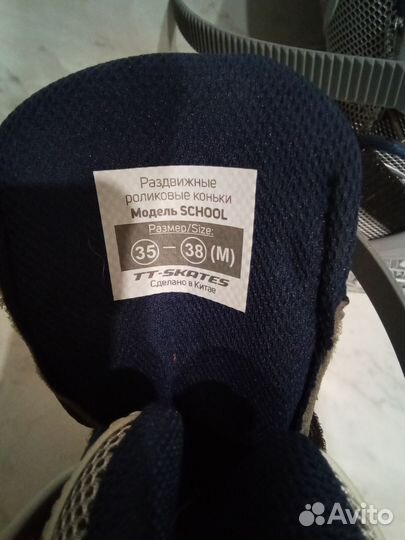 Раздвижные
роликовые коньки
Модель SCHOOL
Размер/Size:
35 — 38 (M)
TT-SKATES
Сделано в Китае
Avito